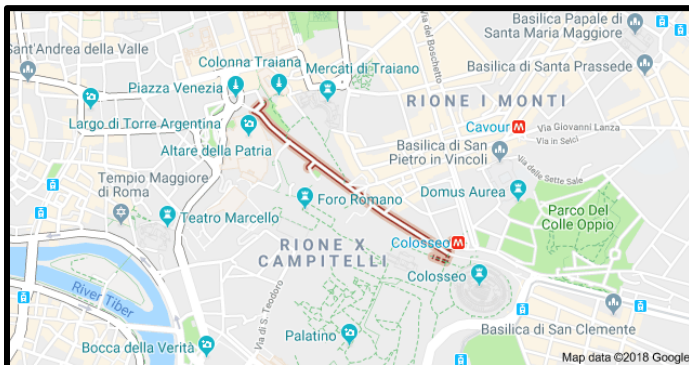 Basilica Papale di
Santa Maria Maggiore
Sant'Andrea della Valle
Colonna Traiana
Mercati di Traiano
Basilica di Santa Prassede
Piazza Venezia
Via del Boschetto
RIONE I MONTI
Largo di Torre Argentina
Cavour M
Via Giovanni Lanza
Via in Selci
Altare della Patria
Basilica di San
Pietro in Vincoli
Via delle Sette Sale
Tempio Maggiore
di Roma
Domus Aurea
Foro Romano
Teatro Marcello
Parco Del
Colle Oppio
RIONE X
CAMPITELLI
Colosseo M
Colosseo
River Tiber
Via di S. Teodoro
Palatino
Basilica di San Clemente
Bocca della Verità
Map data ©2018 Google